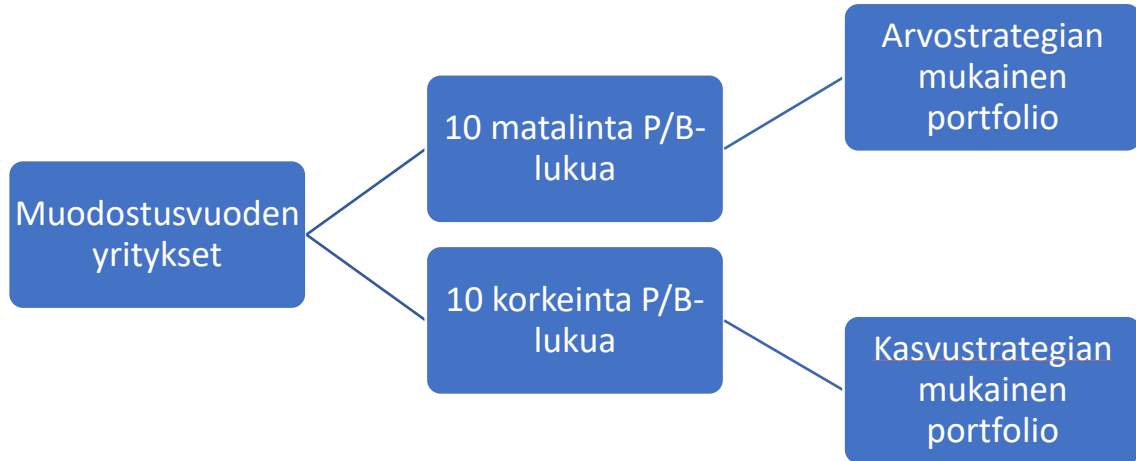 Muodostusvuoden
yritykset
10 matalinta P/B-
lukua
Arvostrategian
mukainen
portfolio
10 korkeinta P/B-
lukua
Kasvustrategian
mukainen
portfolio